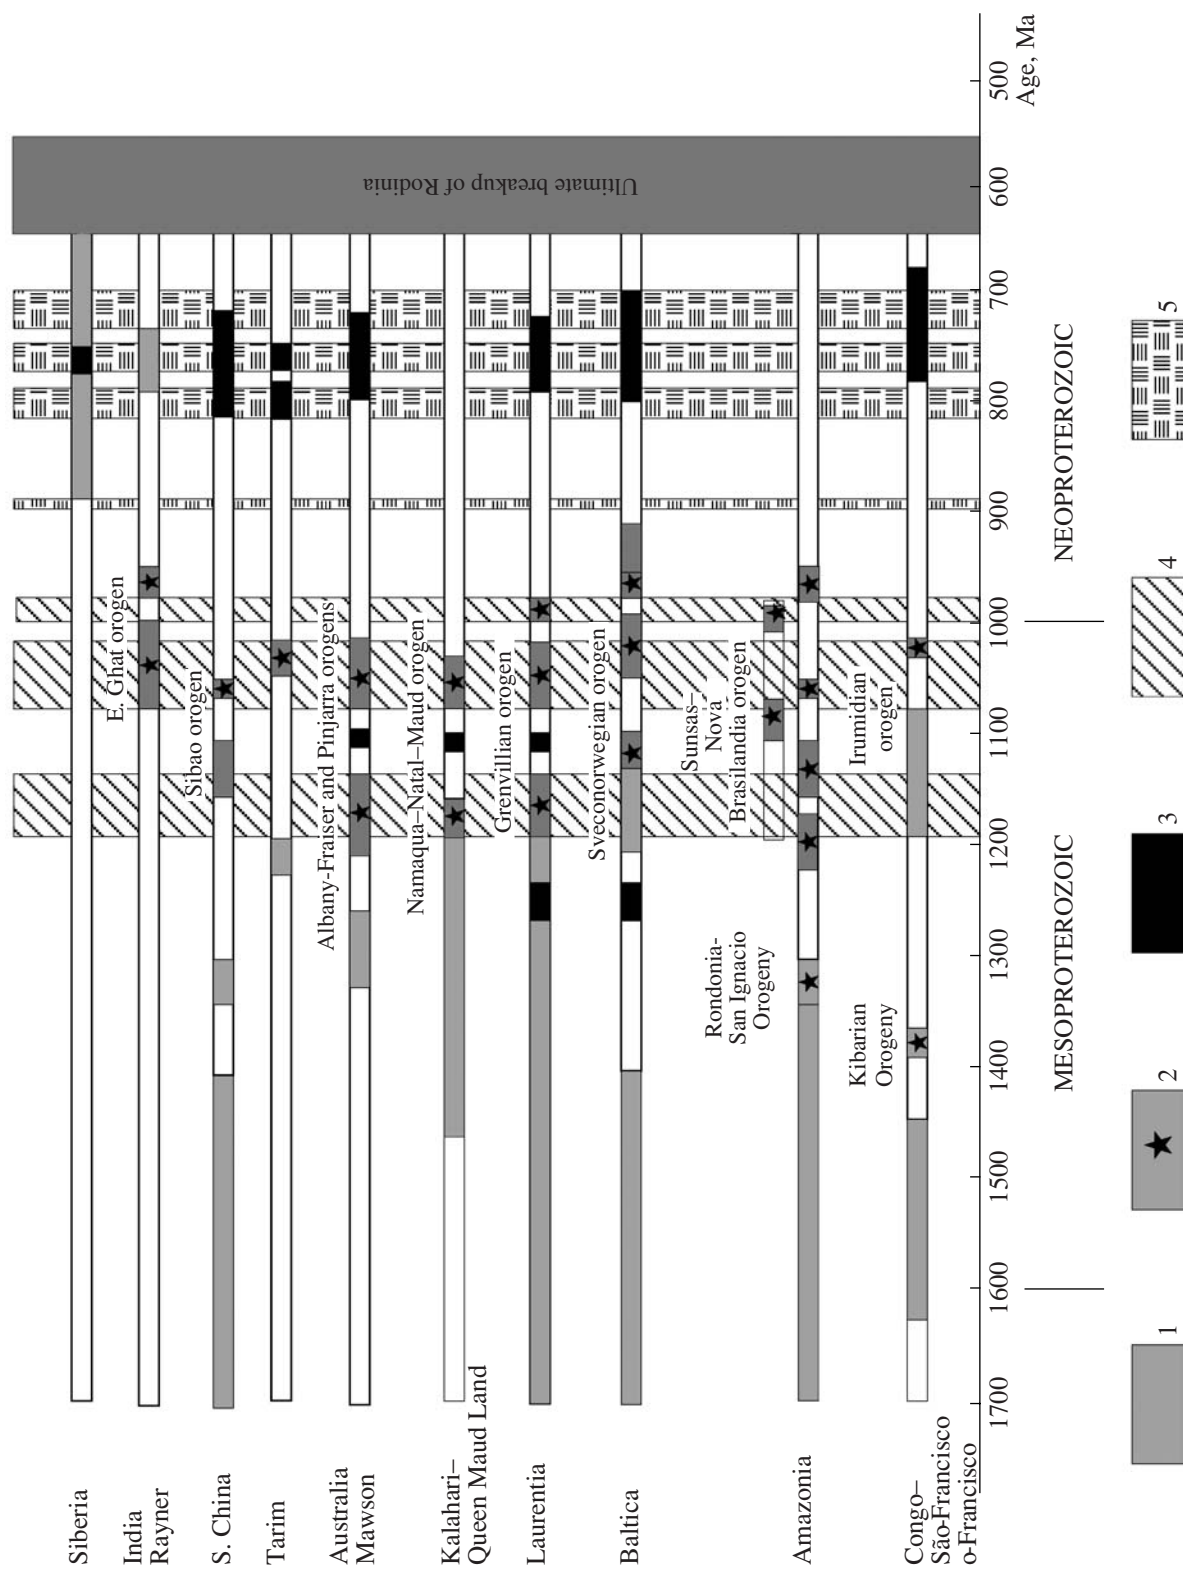 Siberia
India
Rayner
S. China
Tarim
Australia
Mawson
Kalahari–
Queen Maud Land
Laurentia
Baltica
Amazonia
Congo–
São-Francisco
o-Francisco
E. Ghat orogen
Sibao orogen
Albany-Fraiser and Pinjarra orogens
Namaqua–Natal–Maud orogen
Grenvillian orogen
Sveconorwegian orogen
Rondonia-
San Ignacio
Orogeny
Sunsas–
Nova
Brasilandia orogen
Kibarian
Orogeny
Irumidian
orogen
Ultimate breakup of Rodinia
1700
1600
1500
1400
1300
1200
1100
1000
900
800
700
600
500
Age, Ma
MESOPROTEROZOIC
NEOPROTEROZOIC
1
2
3
4
5